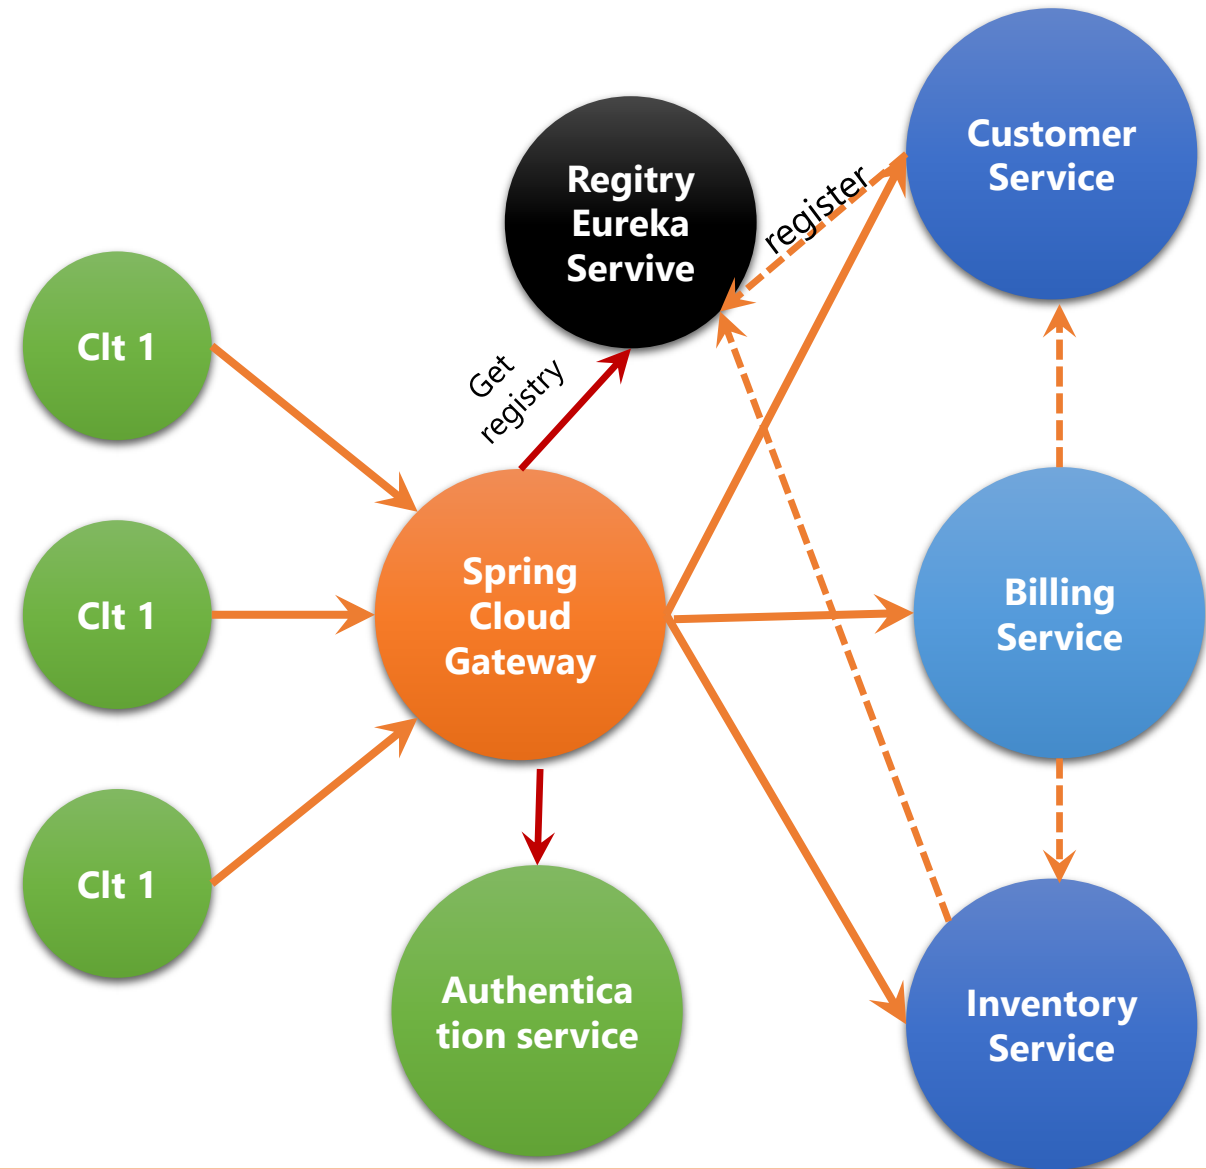 Customer
Service
Regitry
Eureka
Servive
register
Clt 1
Get
registry
Clt 1
Spring
Cloud
Gateway
Billing
Service
Clt 1
Authentica
tion service
Inventory
Service